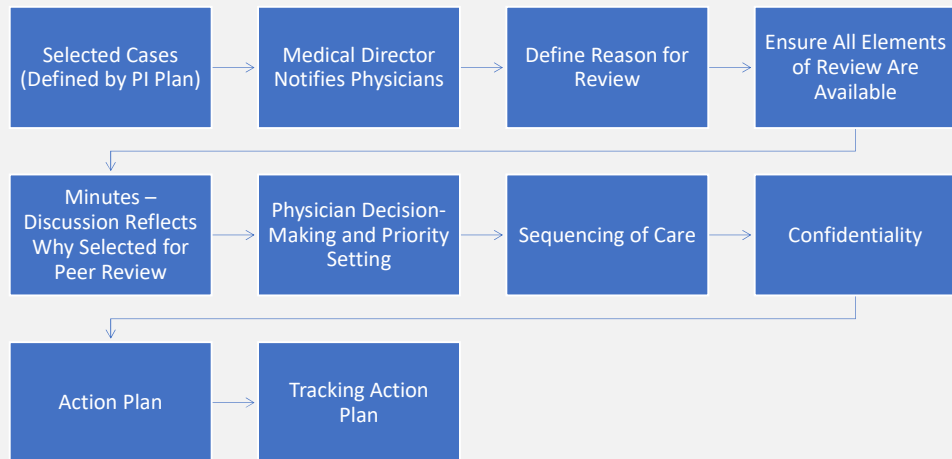 Selected Cases
(Defined by PI Plan)
Medical Director
Notifies Physicians
Define Reason for
Review
Ensure All Elements
of Review Are
Available
Minutes –
Discussion Reflects
Why Selected for
Peer Review
Physician Decision-
Making and Priority
Setting
Sequencing of Care
Confidentiality
Action Plan
Tracking Action
Plan